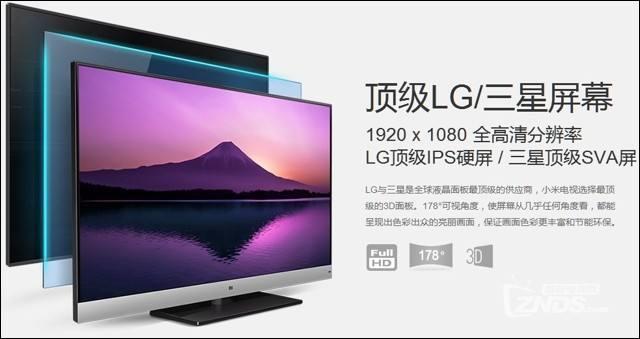 顶级LG/三星屏幕
1920 x 1080 全高清分辨率
LG顶级IPS硬屏 / 三星顶级SVA屏
LG与三星是全球液晶面板最顶级的供应商，小米电视选择最顶
级的3D面板。178°可视角度，使屏幕从几乎任何角度看，都能
呈现出色彩出众的亮丽画面，保证画面色彩更丰富和节能环保。
Full
HD
178°
3D
ZNDS.com